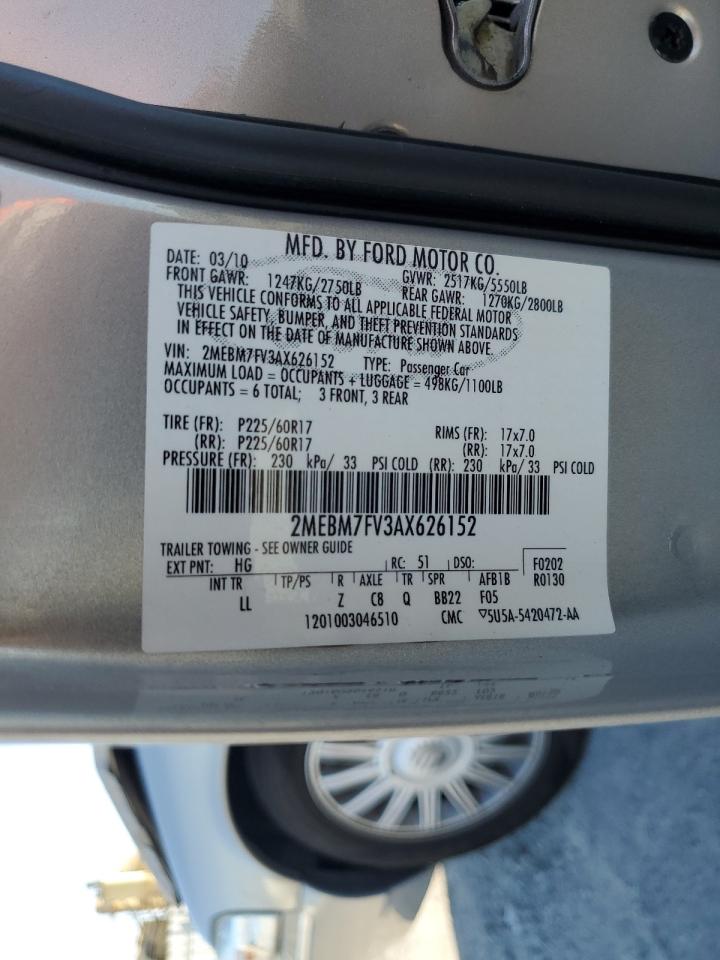 MFD. BY FORD MOTOR CO.
DATE: 03/10 GVWR: 2517KG/5550LB
FRONT GAWR: 1247KG/2750LB REAR GAWR: 1270KG/2800LB
THIS VEHICLE CONFORMS TO ALL APPLICABLE FEDERAL MOTOR
VEHICLE SAFETY, BUMPER, AND THEFT PREVENTION STANDARDS
IN EFFECT ON THE DATE OF MANUFACTURE SHOWN ABOVE.
VIN: 2MEBM7FV3AX626152 TYPE: Passenger Car
MAXIMUM LOAD = OCCUPANTS + LUGGAGE = 498KG/1100LB
OCCUPANTS = 6 TOTAL; 3 FRONT, 3 REAR
TIRE (FR): P225/60R17 RIMS (FR): 17x7.0
(RR): P225/60R17 (RR): 17x7.0
PRESSURE (FR): 230 kPa/ 33 PSI COLD (RR): 230 kPa/ 33 PSI COLD
2MEBM7FV3AX626152
TRAILER TOWING - SEE OWNER GUIDE
EXT PNT: HG RC: 51 DSO: F0202
INT TR TP/PS R AXLE TR SPR AFB1B R0130
LL Z C8 Q BB22 F05
1201003046510 CMC ▽5U5A-5420472-AA